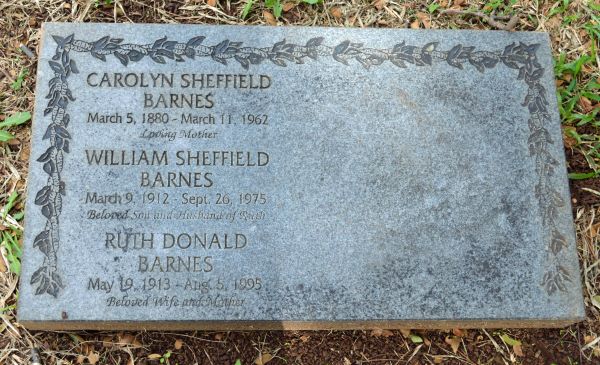 CAROLYN SHEFFIELD
BARNES
March 5, 1880 - March 11, 1962
Loving Mother
WILLIAM SHEFFIELD
BARNES
March 9, 1912 - Sept. 26, 1975
Beloved Son and Husband of Ruth
RUTH DONALD
BARNES
May 19, 1913 - Aug. 5, 1995
Beloved Wife and Mother